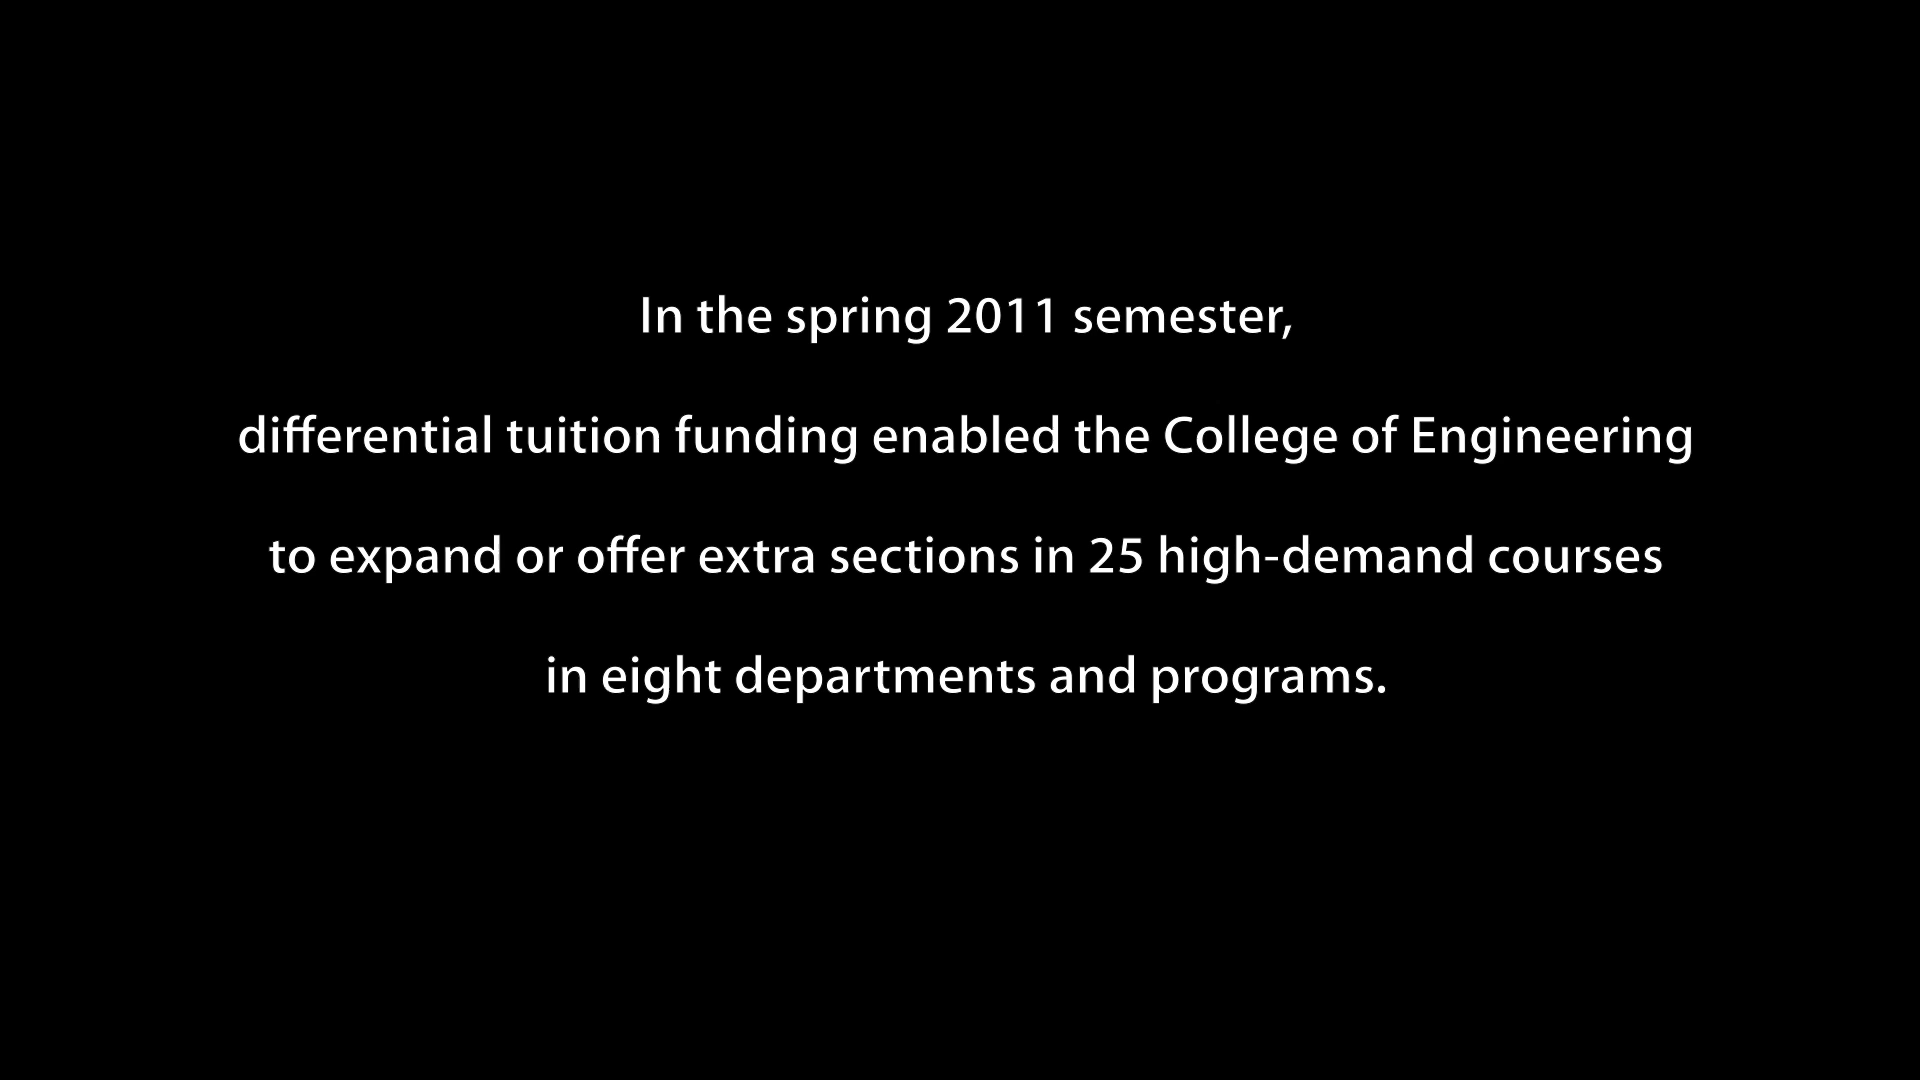 In the spring 2011 semester,
differential tuition funding enabled the College of Engineering
to expand or offer extra sections in 25 high-demand courses
in eight departments and programs.